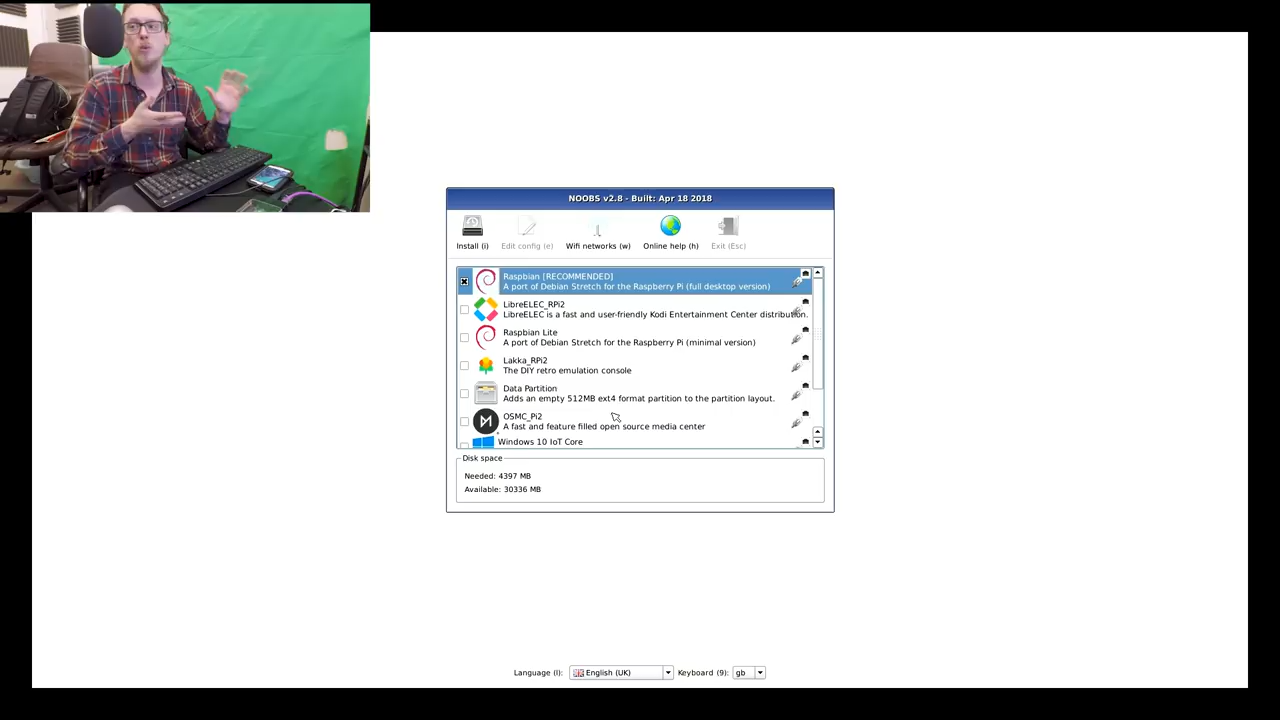 NOOBS v2.8 - Built: Apr 18 2018
Install (i)
Edit config (e)
Wifi networks (w)
Online help (h)
Exit (Esc)
Raspbian [RECOMMENDED]
A port of Debian Stretch for the Raspberry Pi (full desktop version)
LibreELEC_RPi2
LibreELEC is a fast and user-friendly Kodi Entertainment Center distribution.
Raspbian Lite
A port of Debian Stretch for the Raspberry Pi (minimal version)
Lakka_RPi2
The DIY retro emulation console
Data Partition
Adds an empty 512MB ext4 format partition to the partition layout.
OSMC_Pi2
A fast and feature filled open source media center
Windows 10 IoT Core
Disk space
Needed: 4397 MB
Available: 30336 MB
Language (l):
English (UK)
Keyboard (9):
gb